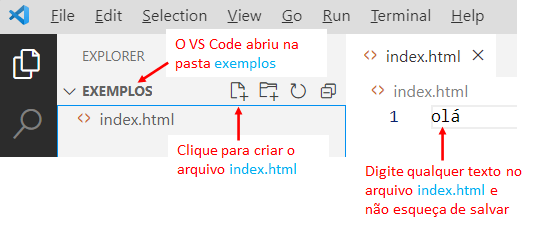 File Edit Selection View Go Run Terminal Help
EXPLORER
O VS Code abriu na
pasta exemplos
index.html
EXEMPLOS
index.html
index.html
1 olá
Clique para criar o
arquivo index.html
Digite qualquer texto no
arquivo index.html e
não esqueça de salvar